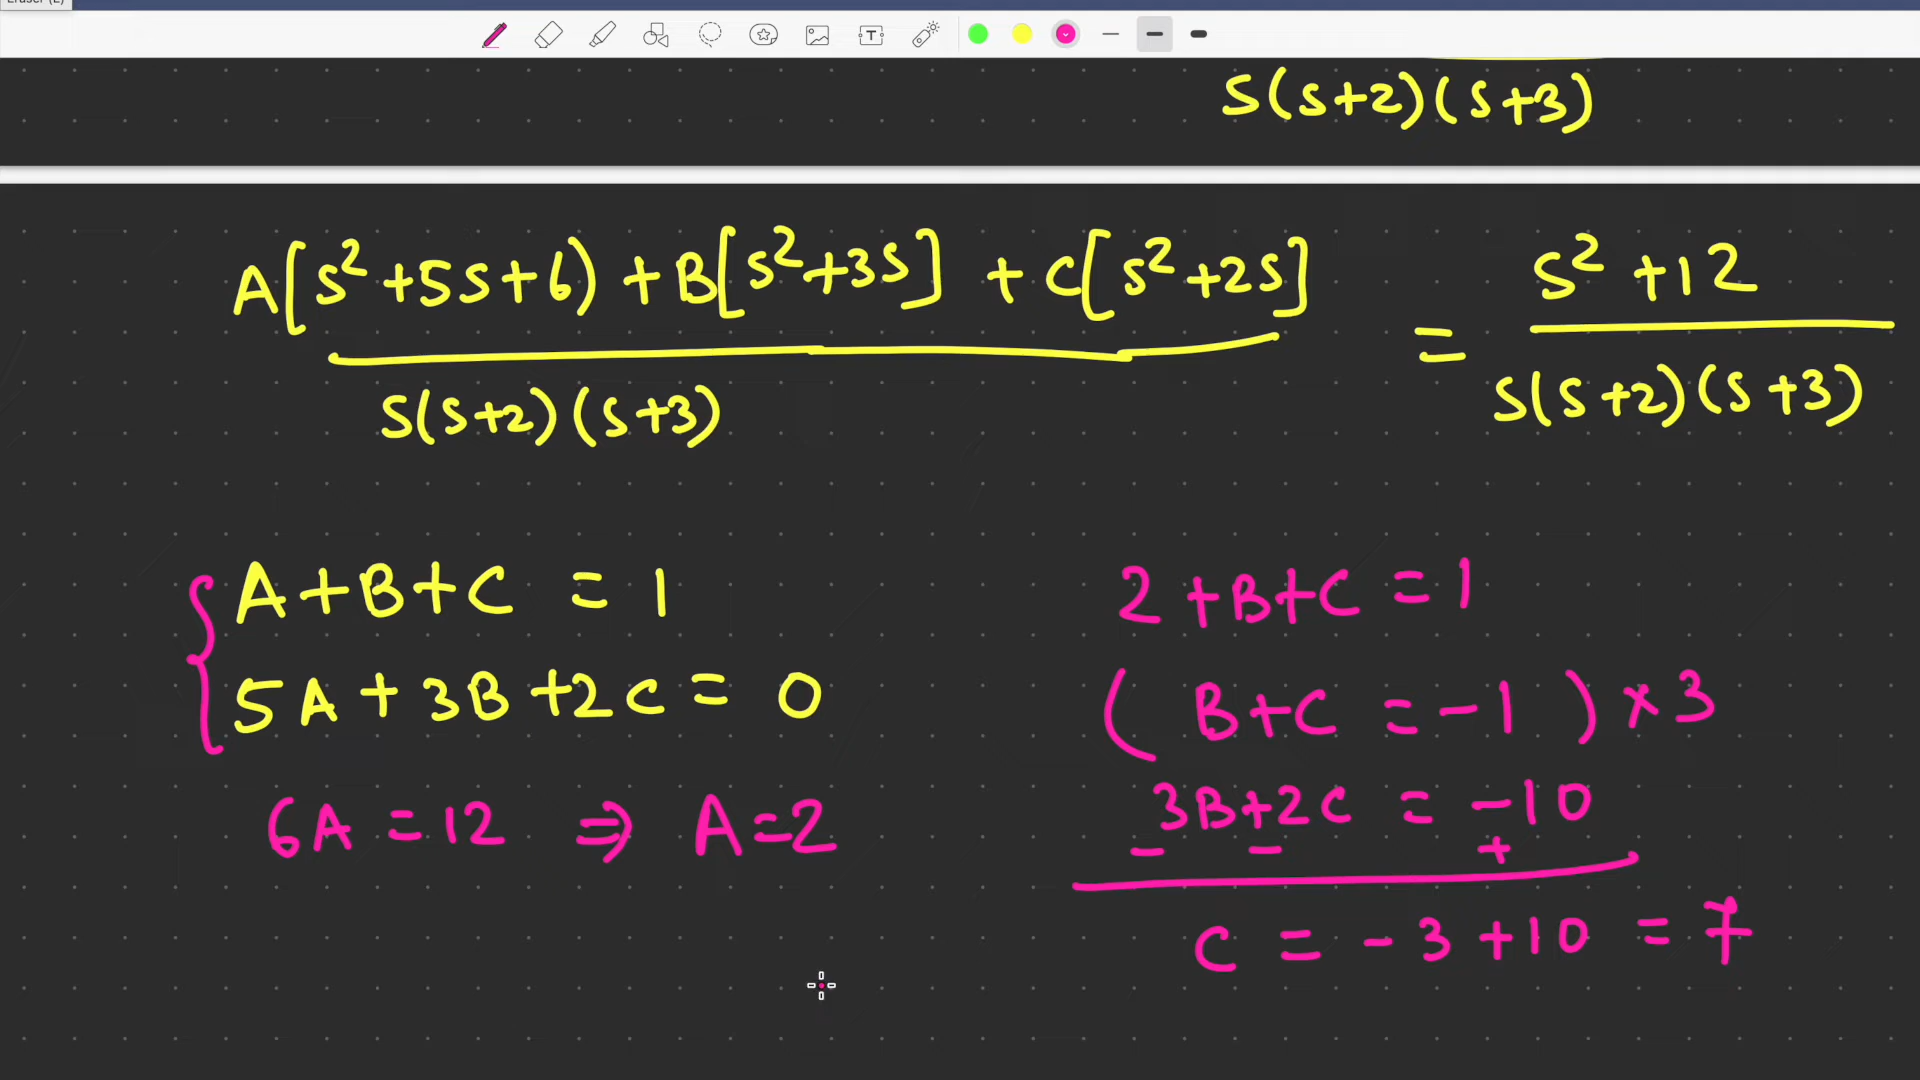 Eraser (E)
S(S+2)(S+3)
A[S²+5S+6) + B[S²+3S] + C[S²+2S] = S²+12
S(S+2)(S+3) S(S+2)(S+3)
A+B+C = 1
5A+3B+2C = 0
6A = 12 ⇒ A=2
2+B+C = 1
( B+C = -1 ) × 3
3B+2C = -10
- - +
C = -3+10 = 7